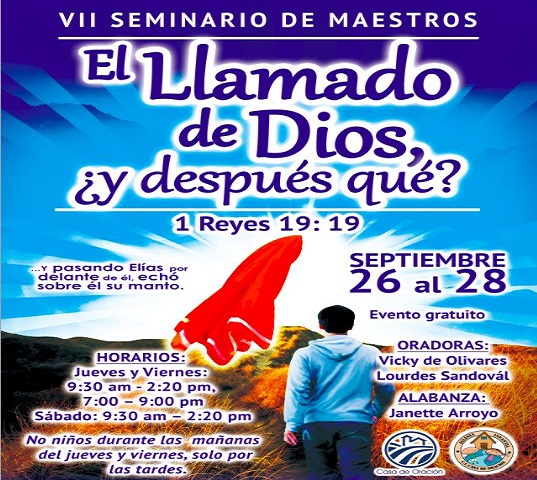 VII SEMINARIO DE MAESTROS
El Llamado
de Dios,
¿y después qué?
1 Reyes 19: 19
...Y pasando Elías por
delante de él, echó
sobre él su manto.
SEPTIEMBRE
26 al 28
Evento gratuito
HORARIOS:
Jueves y Viernes:
9:30 am - 2:20 pm,
7:00 – 9:00 pm
Sábado: 9:30 am – 2:20 pm
No niños durante las mañanas
del jueves y viernes, solo por
las tardes.
ORADORAS:
Vicky de Olivares
Lourdes Sandovál
ALABANZA:
Janette Arroyo
Casa de Oración